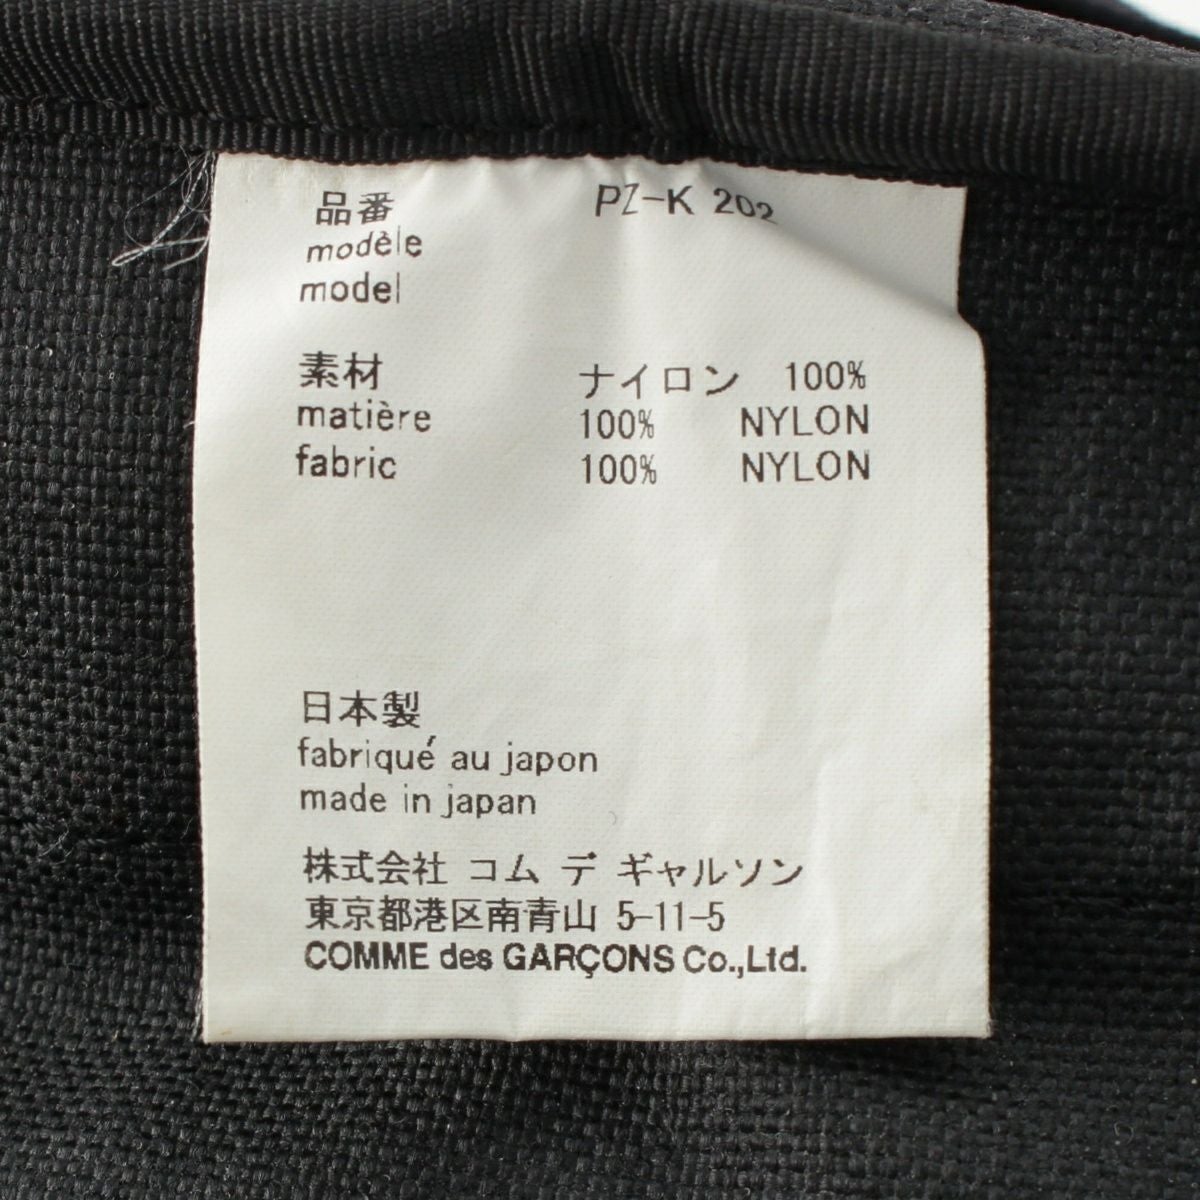 品番 PZ-K 202
modèle
model
素材 ナイロン 100%
matière 100% NYLON
fabric 100% NYLON
日本製
fabriqué au japon
made in japan
株式会社 コム デ ギャルソン
東京都港区南青山 5-11-5
COMME des GARÇONS Co.,Ltd.